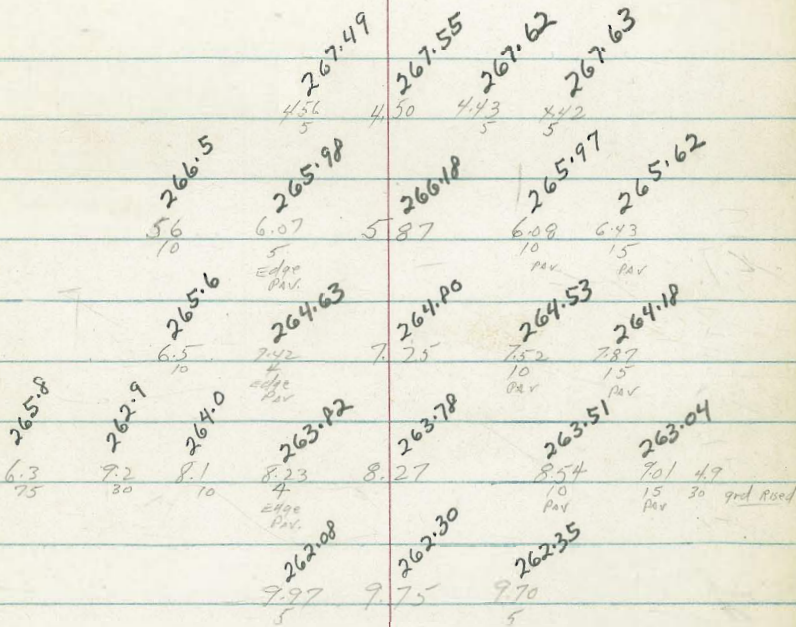 267.49 267.55 267.62 267.63
4.56 4.50 4.43 4.42
5 5 5
266.5 265.98 266.18 265.97 265.62
5.6 6.07 5.87 6.08 6.43
10 5 10 15
Edge PAV PAV
PAV.
265.6 264.63 264.80 264.53 264.18
6.5 7.42 7.25 7.52 7.87
10 4 10 15
Edge PAV PAV
PAV
265.8 262.9 264.0 263.82 263.78 263.51 263.04
6.3 9.2 8.1 8.23 8.27 8.54 9.01 4.9
75 30 10 4 10 15 30 grd Rised
Edge PAV PAV
PAV.
262.08 262.30 262.35
9.97 9.75 9.70
5 5